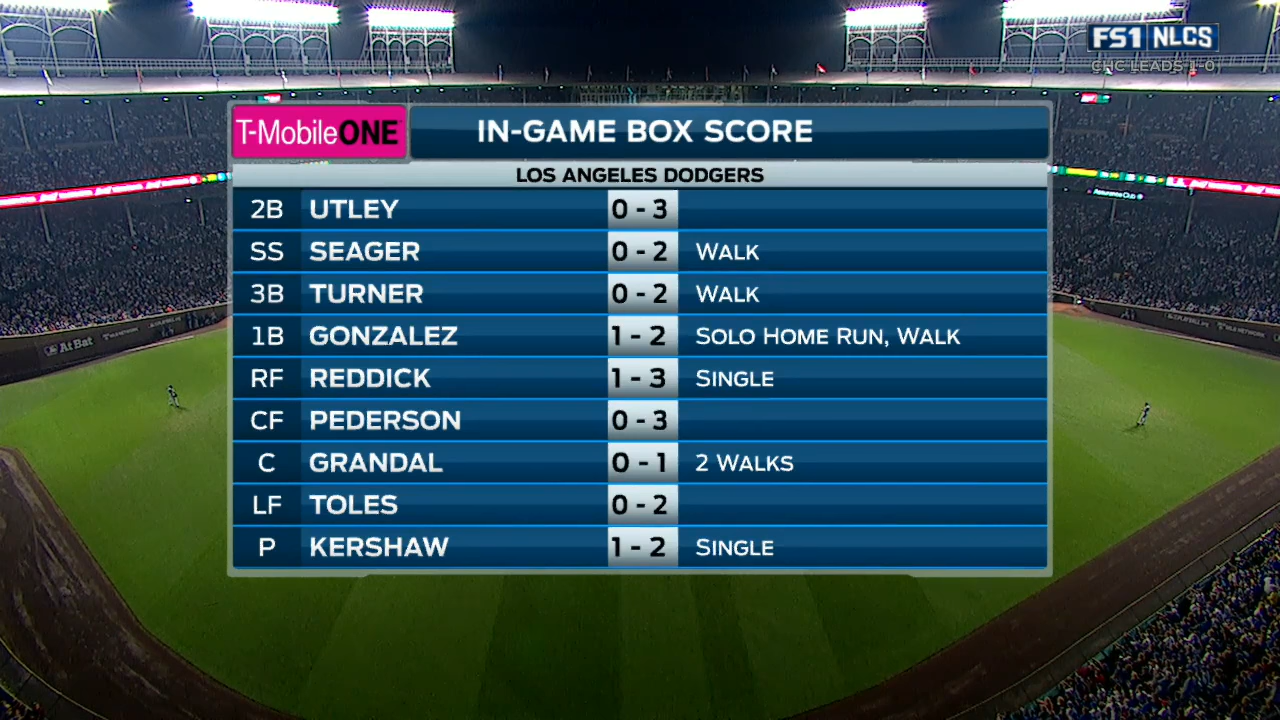 FS1 NLCS
CHC LEADS 1-0
T-MobileONE IN-GAME BOX SCORE
LOS ANGELES DODGERS
2B UTLEY 0 - 3
SS SEAGER 0 - 2 WALK
3B TURNER 0 - 2 WALK
1B GONZALEZ 1 - 2 SOLO HOME RUN, WALK
RF REDDICK 1 - 3 SINGLE
CF PEDERSON 0 - 3
C GRANDAL 0 - 1 2 WALKS
LF TOLES 0 - 2
P KERSHAW 1 - 2 SINGLE
At Bat